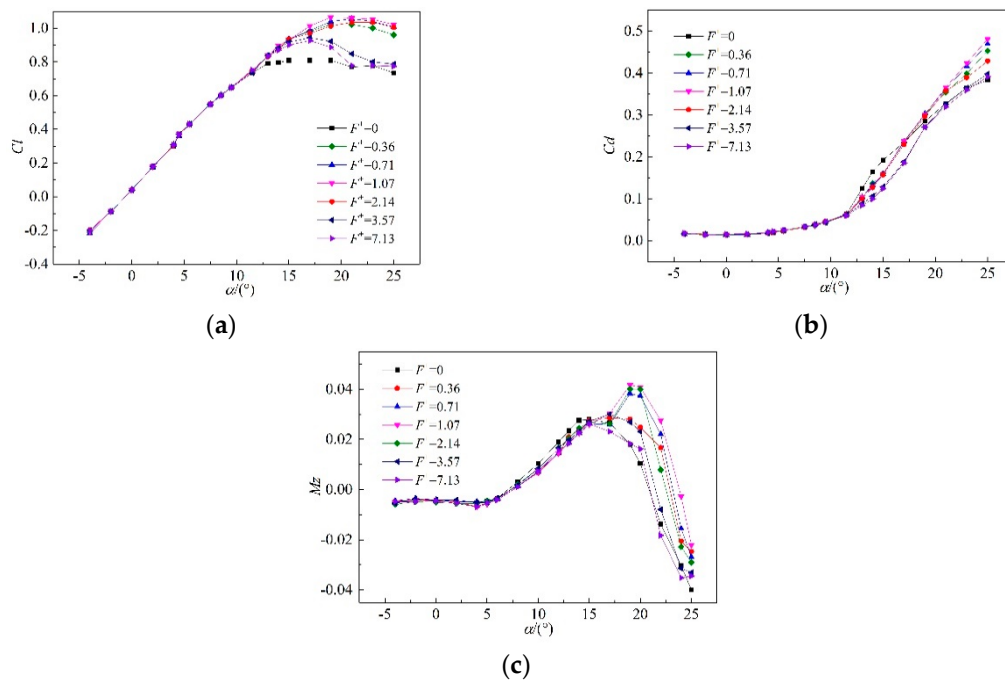 1.0
0.8
0.6
0.4
0.2
0.0
-0.2
-0.4
Cl
F⁺=0
F⁺=0.36
F⁺=0.71
F⁺=1.07
F⁺=2.14
F⁺=3.57
F⁺=7.13
-5 0 5 10 15 20 25
α/(°)
(a)
0.5
0.4
0.3
0.2
0.1
0.0
Cd
F⁺=0
F⁺=0.36
F⁺=0.71
F⁺=1.07
F⁺=2.14
F⁺=3.57
F⁺=7.13
-5 0 5 10 15 20 25
α/(°)
(b)
0.04
0.02
0.00
-0.02
-0.04
Mz
F =0
F =0.36
F =0.71
F =1.07
F =2.14
F =3.57
F =7.13
-5 0 5 10 15 20 25
α/(°)
(c)